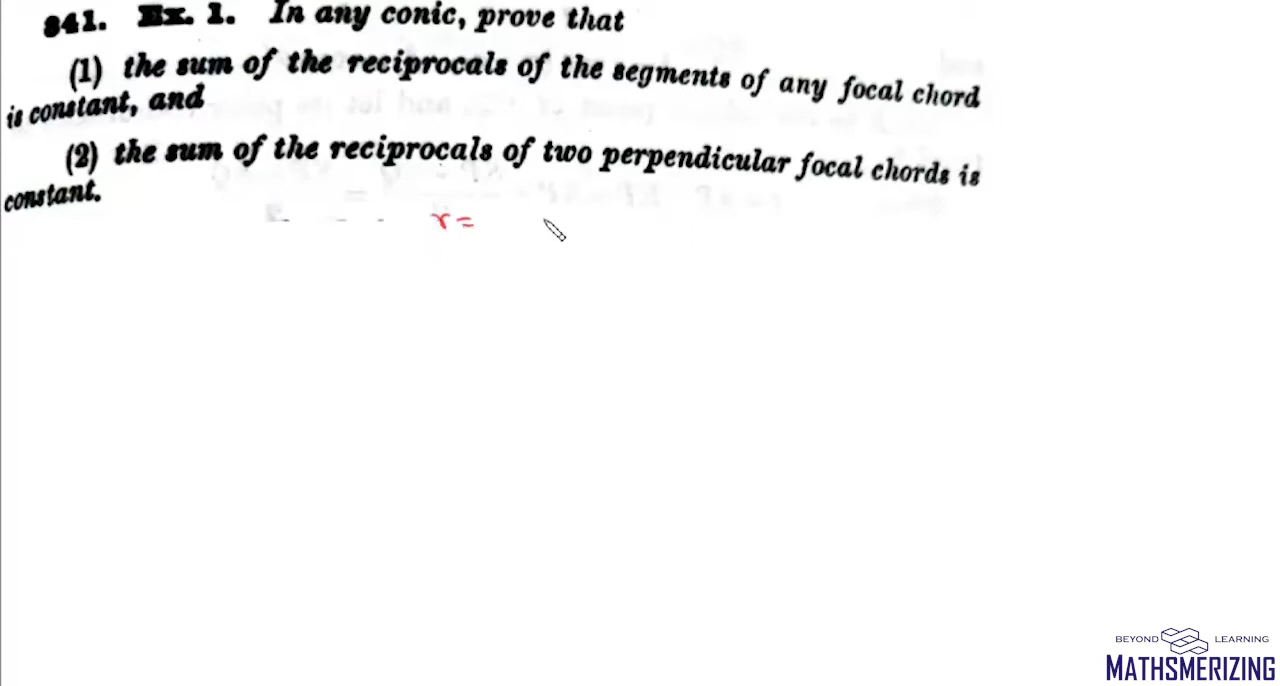 341. Ex. 1. In any conic, prove that
(1) the sum of the reciprocals of the segments of any focal chord
is constant, and
(2) the sum of the reciprocals of two perpendicular focal chords is
constant.
r =
BEYOND LEARNING
MATHSMERIZING